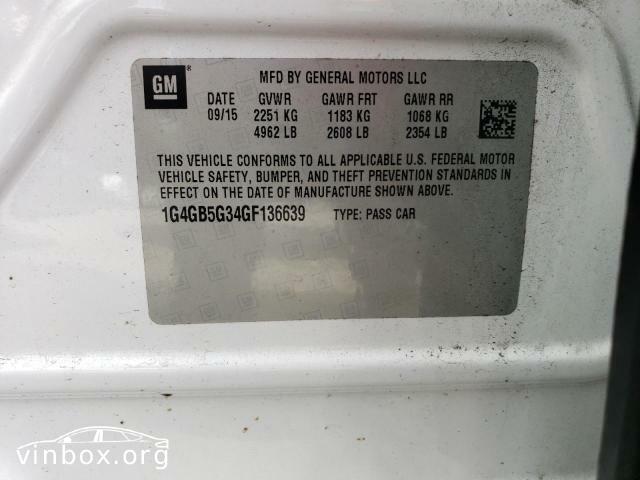 GM
MFD BY GENERAL MOTORS LLC
DATE GVWR GAWR FRT GAWR RR
09/15 2251 KG 1183 KG 1068 KG
4962 LB 2608 LB 2354 LB
THIS VEHICLE CONFORMS TO ALL APPLICABLE U.S. FEDERAL MOTOR
VEHICLE SAFETY, BUMPER, AND THEFT PREVENTION STANDARDS IN
EFFECT ON THE DATE OF MANUFACTURE SHOWN ABOVE.
1G4GB5G34GF136639 TYPE: PASS CAR
vinbox.org